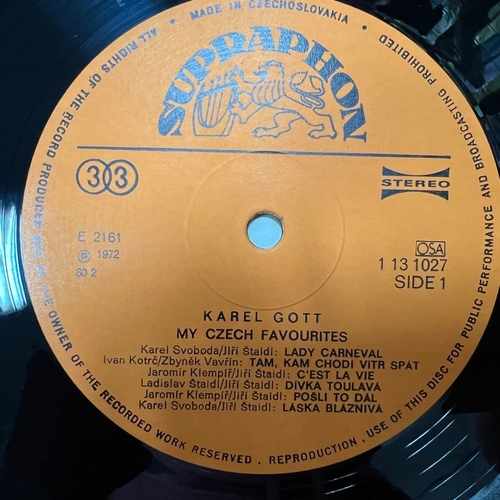 MADE IN CZECHOSLOVAKIA • ALL RIGHTS OF THE RECORD PRODUCER AND OF THE OWNER OF THE RECORDED WORK RESERVED . REPRODUCTION , USE OF THIS DISC FOR PUBLIC PERFORMANCE AND BROADCASTING PROHIBITED
SUPRAPHON
33
STEREO
E 2161
℗ 1972
OSA
1 13 1027
SIDE 1
KAREL GOTT
MY CZECH FAVOURITES
Karel Svoboda/Jiří Štaidl: LADY CARNEVAL
Ivan Kotrč/Zbyněk Vavřín: TAM, KAM CHODÍ VÍTR SPÁT
Jaromír Klempíř/Jiří Štaidl: C'EST LA VIE
Ladislav Štaidl/Jiří Štaidl: DÍVKA TOULAVÁ
Jaromír Klempíř/Jiří Štaidl: POŠLI TO DÁL
Karel Svoboda/Jiří Štaidl: LÁSKA BLÁZNIVÁ